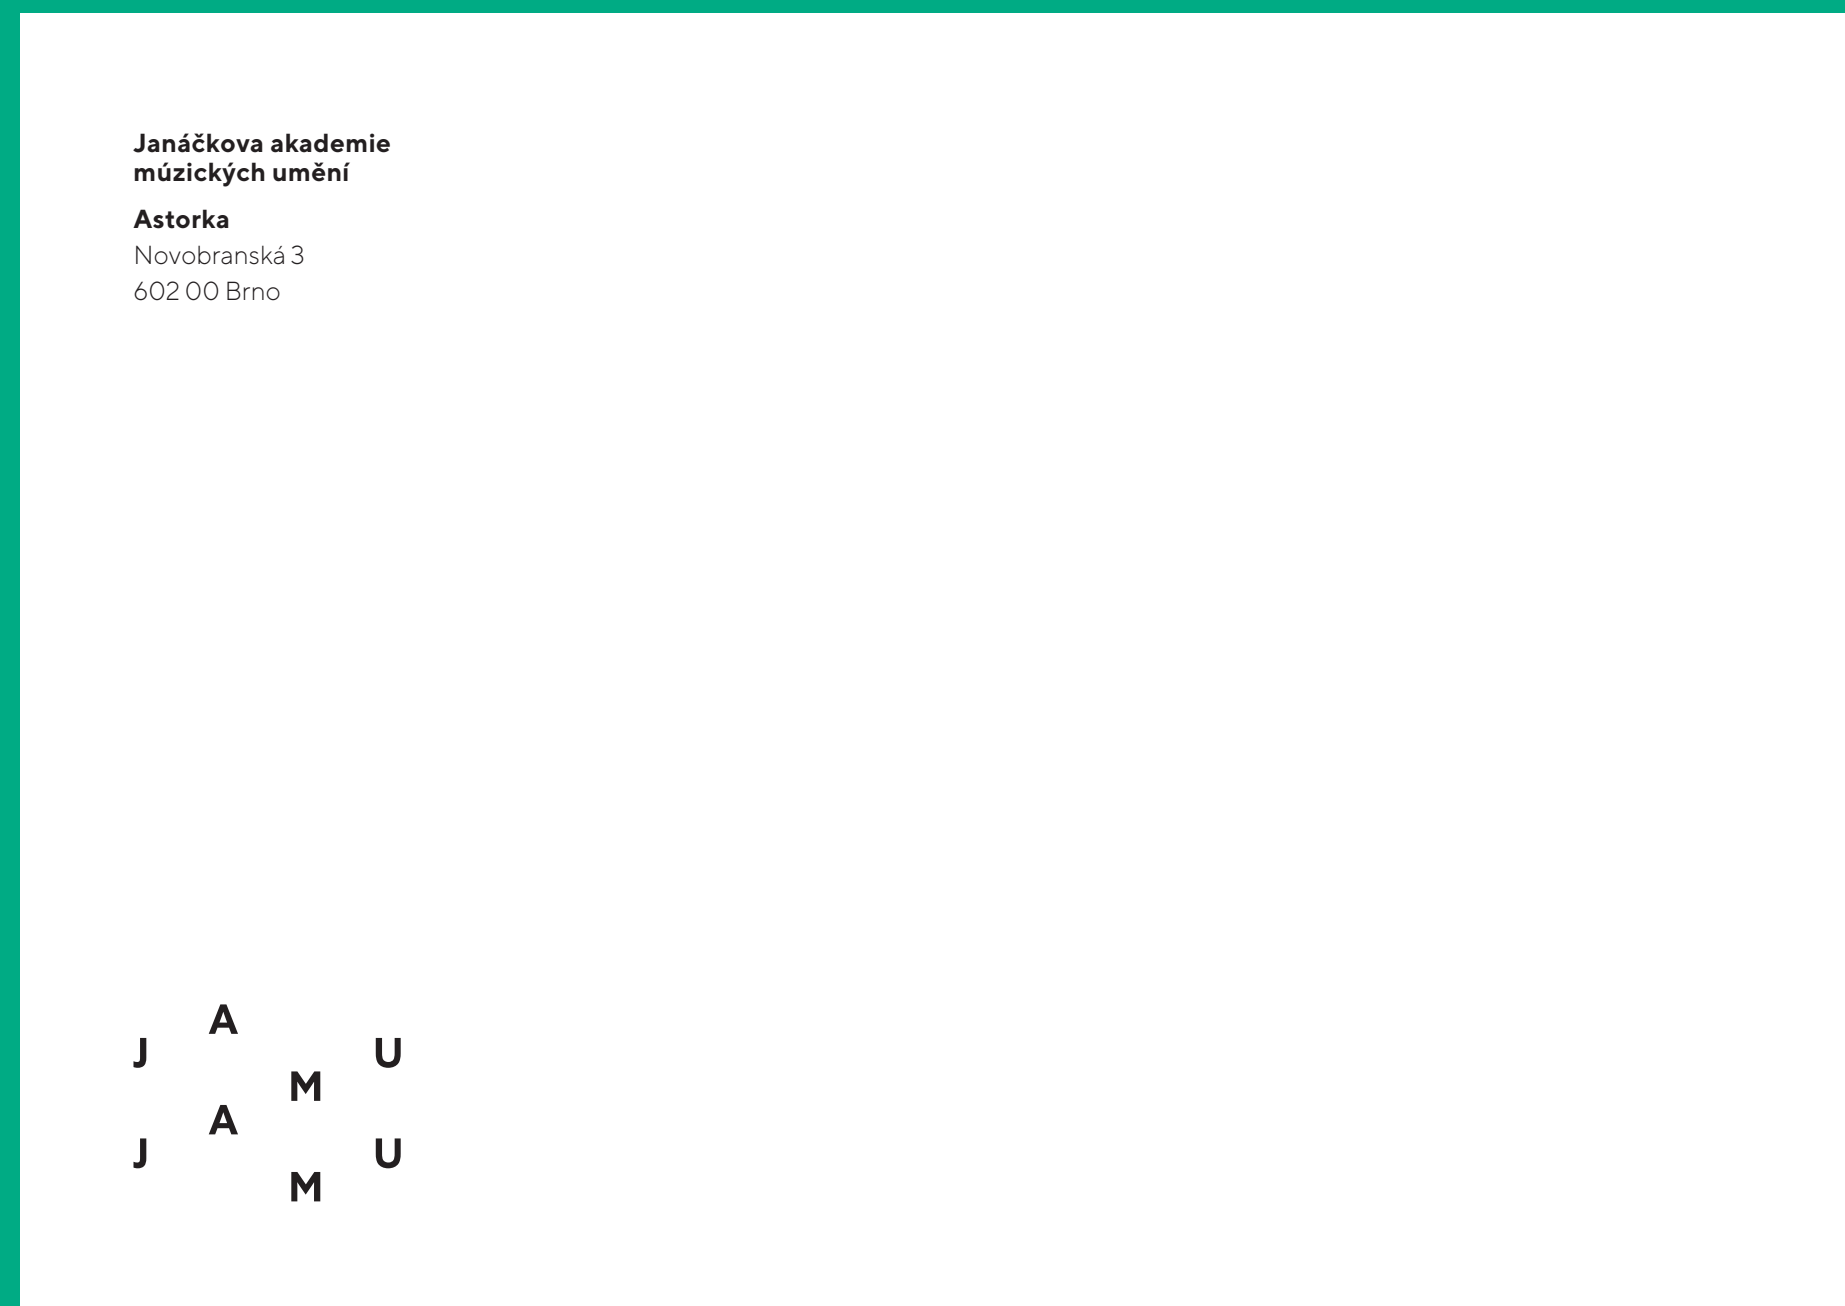 Janáčkova akademie
múzických umění
Astorka
Novobranská 3
602 00 Brno
J A M U
J A M U